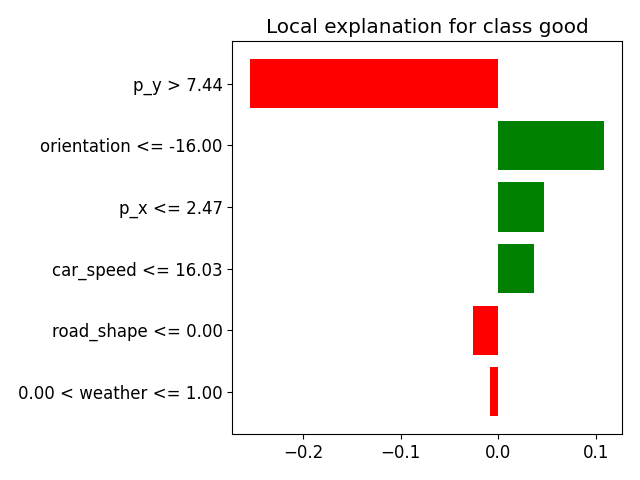 Local explanation for class good
p_y > 7.44
orientation <= -16.00
p_x <= 2.47
car_speed <= 16.03
road_shape <= 0.00
0.00 < weather <= 1.00
−0.2 −0.1 0.0 0.1